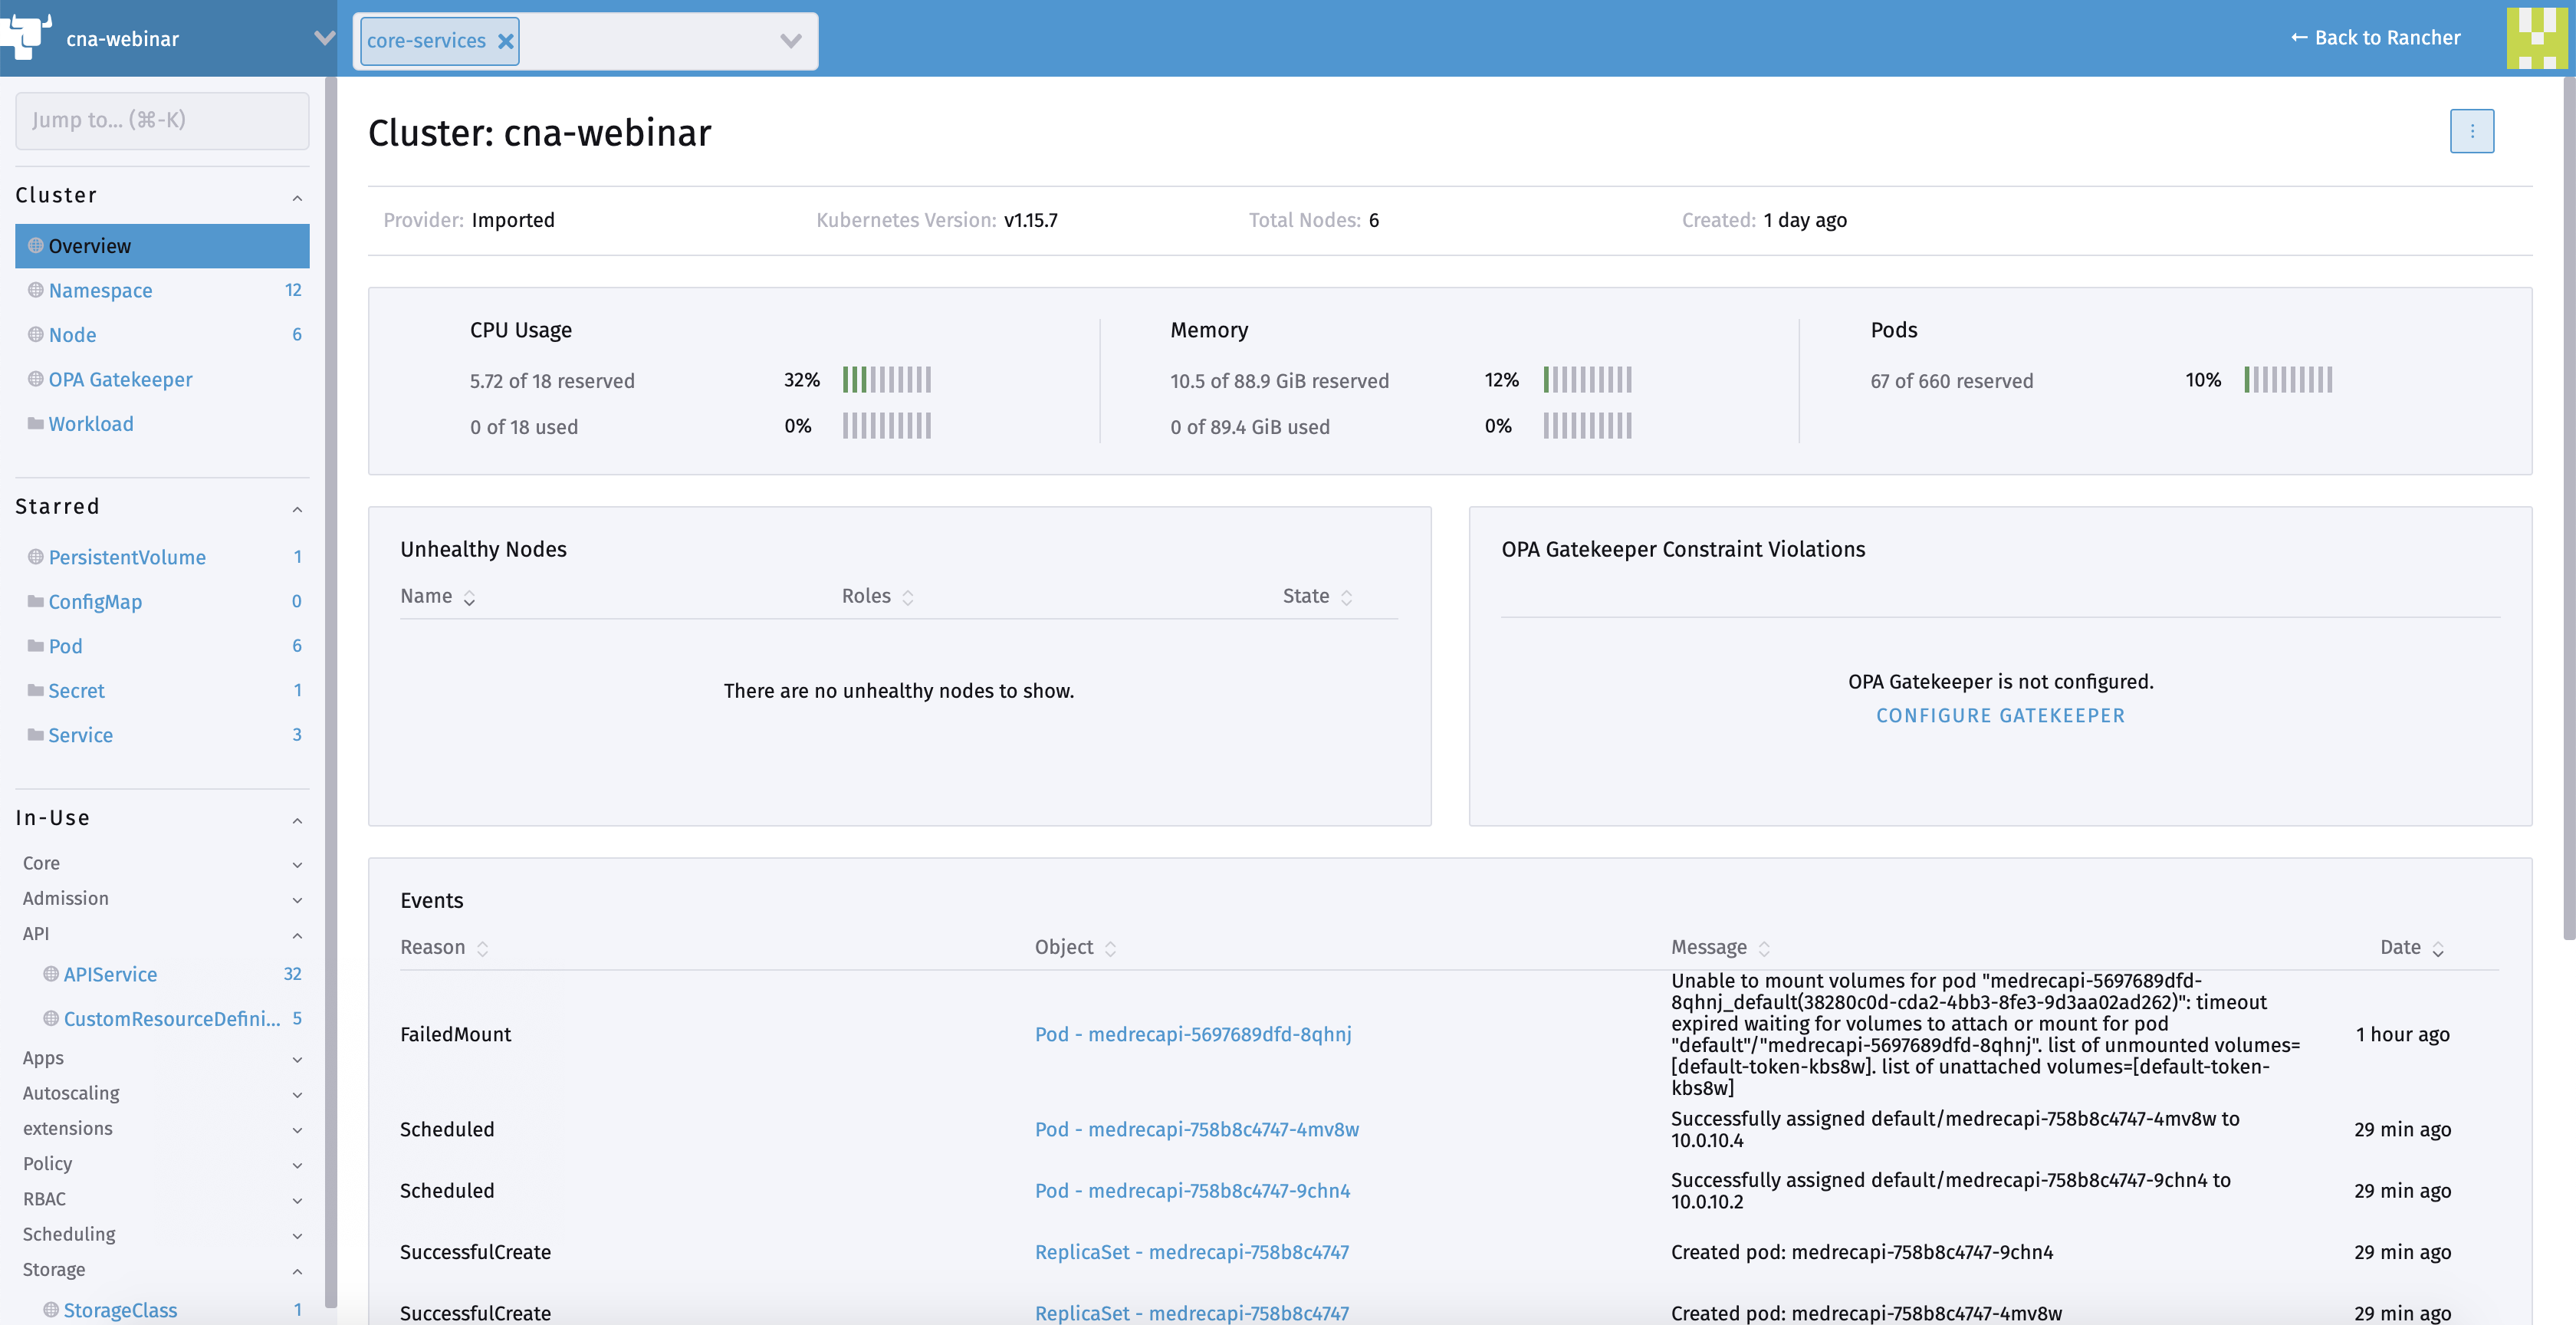 cna-webinar
core-services
← Back to Rancher
Jump to... (⌘-K)
Cluster
Overview
Namespace 12
Node 6
OPA Gatekeeper
Workload
Starred
PersistentVolume 1
ConfigMap 0
Pod 6
Secret 1
Service 3
In-Use
Core
Admission
API
APIService 32
CustomResourceDefini... 5
Apps
Autoscaling
extensions
Policy
RBAC
Scheduling
Storage
StorageClass 1
Cluster: cna-webinar
Provider: Imported Kubernetes Version: v1.15.7 Total Nodes: 6 Created: 1 day ago
CPU Usage
5.72 of 18 reserved 32%
0 of 18 used 0%
Memory
10.5 of 88.9 GiB reserved 12%
0 of 89.4 GiB used 0%
Pods
67 of 660 reserved 10%
Unhealthy Nodes
Name Roles State
There are no unhealthy nodes to show.
OPA Gatekeeper Constraint Violations
OPA Gatekeeper is not configured.
CONFIGURE GATEKEEPER
Events
Reason Object Message Date
FailedMount
Pod - medrecapi-5697689dfd-8qhnj
Unable to mount volumes for pod "medrecapi-5697689dfd-
8qhnj_default(38280c0d-cda2-4bb3-8fe3-9d3aa02ad262)": timeout
expired waiting for volumes to attach or mount for pod
"default"/"medrecapi-5697689dfd-8qhnj". list of unmounted volumes=
[default-token-kbs8w]. list of unattached volumes=[default-token-
kbs8w]
1 hour ago
Scheduled
Pod - medrecapi-758b8c4747-4mv8w
Successfully assigned default/medrecapi-758b8c4747-4mv8w to
10.0.10.4
29 min ago
Scheduled
Pod - medrecapi-758b8c4747-9chn4
Successfully assigned default/medrecapi-758b8c4747-9chn4 to
10.0.10.2
29 min ago
SuccessfulCreate
ReplicaSet - medrecapi-758b8c4747
Created pod: medrecapi-758b8c4747-9chn4
29 min ago
SuccessfulCreate
ReplicaSet - medrecapi-758b8c4747
Created pod: medrecapi-758b8c4747-4mv8w
29 min ago